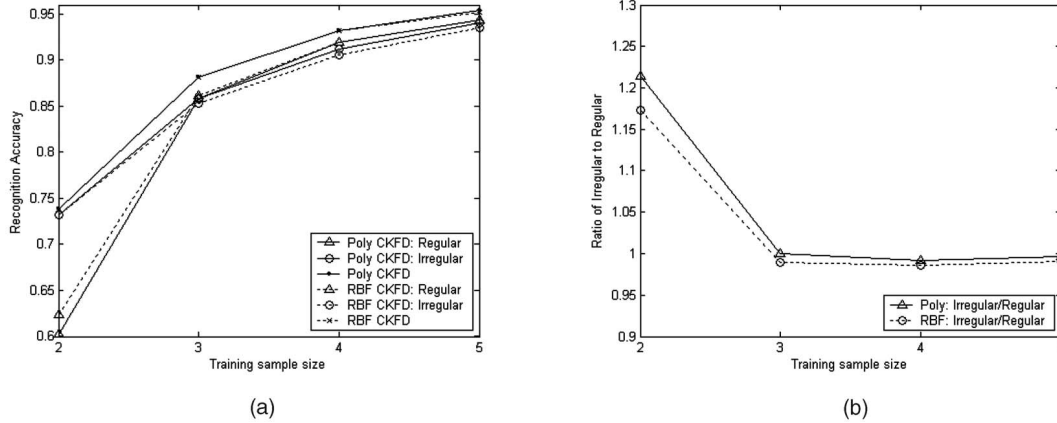 0.95
0.9
0.85
0.8
0.75
0.7
0.65
0.6
Recognition Accuracy
2 3 4 5
Training sample size
Poly CKFD: Regular
Poly CKFD: Irregular
Poly CKFD
RBF CKFD: Regular
RBF CKFD: Irregular
RBF CKFD
(a)
1.3
1.25
1.2
1.15
1.1
1.05
1
0.95
0.9
Ratio of Irregular to Regular
2 3 4
Training sample size
Poly: Irregular/Regular
RBF: Irregular/Regular
(b)